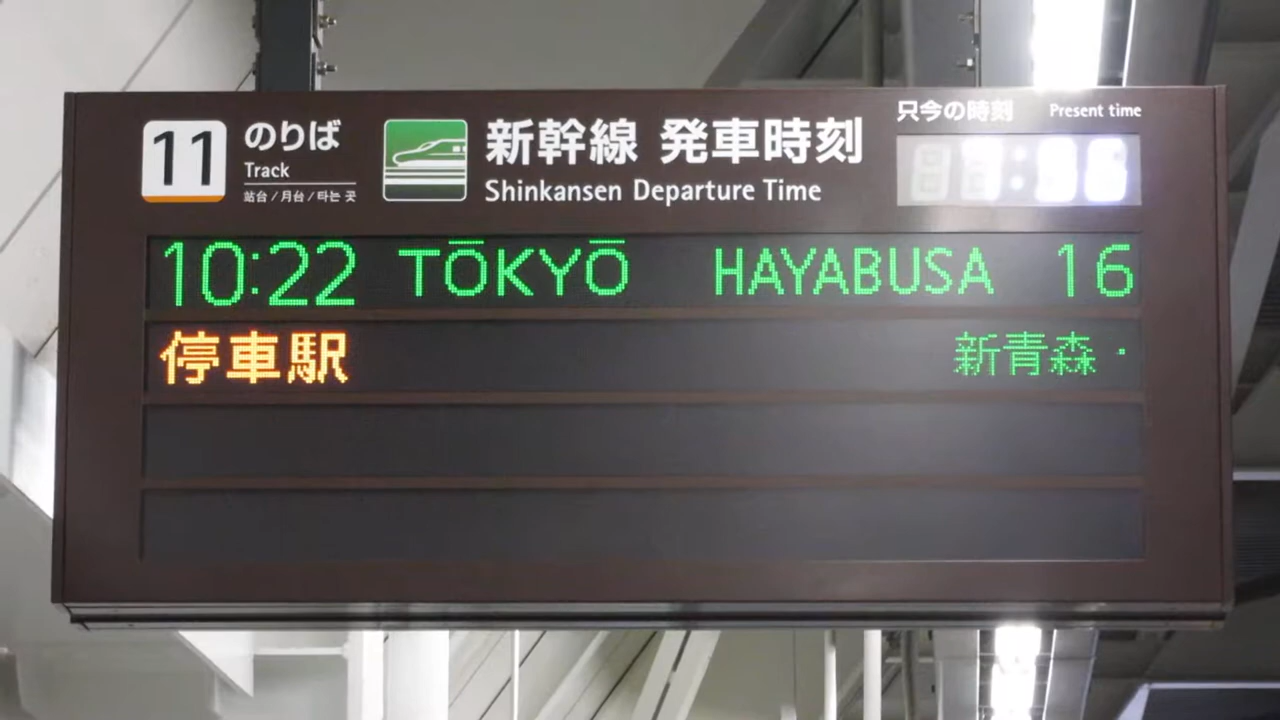 11 のりば
Track
站台/月台/타는 곳
新幹線 発車時刻
Shinkansen Departure Time
只今の時刻 Present time
10:22 TŌKYŌ HAYABUSA 16
停車駅 新青森・